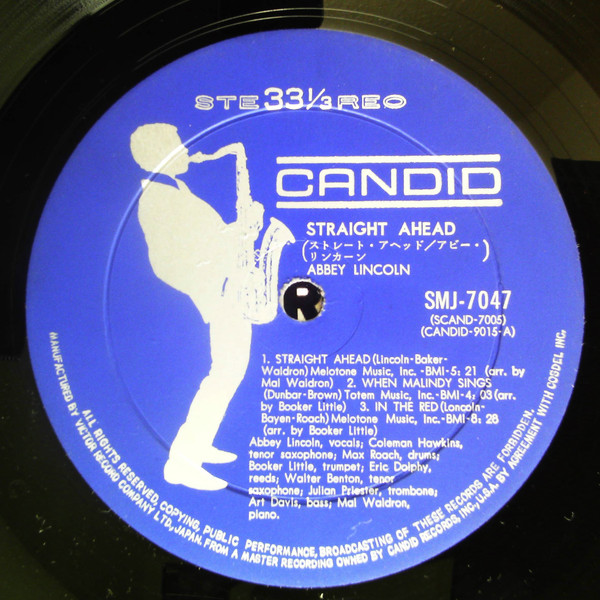 STE 33⅓ REO
CANDID
STRAIGHT AHEAD
(ストレート・アヘッド／アビー・
リンカーン)
ABBEY LINCOLN
SMJ-7047
(SCAND-7005)
(CANDID-9015-A)
R
1. STRAIGHT AHEAD (Lincoln-Baker-
Waldron) Melotone Music, Inc.-BMI-5: 21 (arr. by
Mal Waldron) 2. WHEN MALINDY SINGS
(Dunbar-Brown) Totem Music, Inc-BMI-4: 03 (arr.
by Booker Little) 3. IN THE RED (Loncoln-
Bayen-Roach) Melotone Music, Inc.-BMI-8: 28
(arr. by Booker Little)
Abbey Lincoln, vocals; Coleman Hawkins,
tenor saxophone; Max Roach, drums;
Booker Little, trumpet; Eric Dolphy,
reeds; Walter Benton, tenor
saxophone; Julian Priester, trombone;
Art Davis, bass; Mal Waldron,
piano.
ALL RIGHTS RESERVED, COPYING, PUBLIC PERFORMANCE, BROADCASTING OF THESE RECORDS ARE FORBIDDEN.
MANUFACTURED BY VICTOR RECORD COMPANY LTD, JAPAN. FROM A MASTER RECORDING OWNED BY CANDID RECORDS, INC, U.S.A. BY AGREEMENT WITH COSDEL INC.